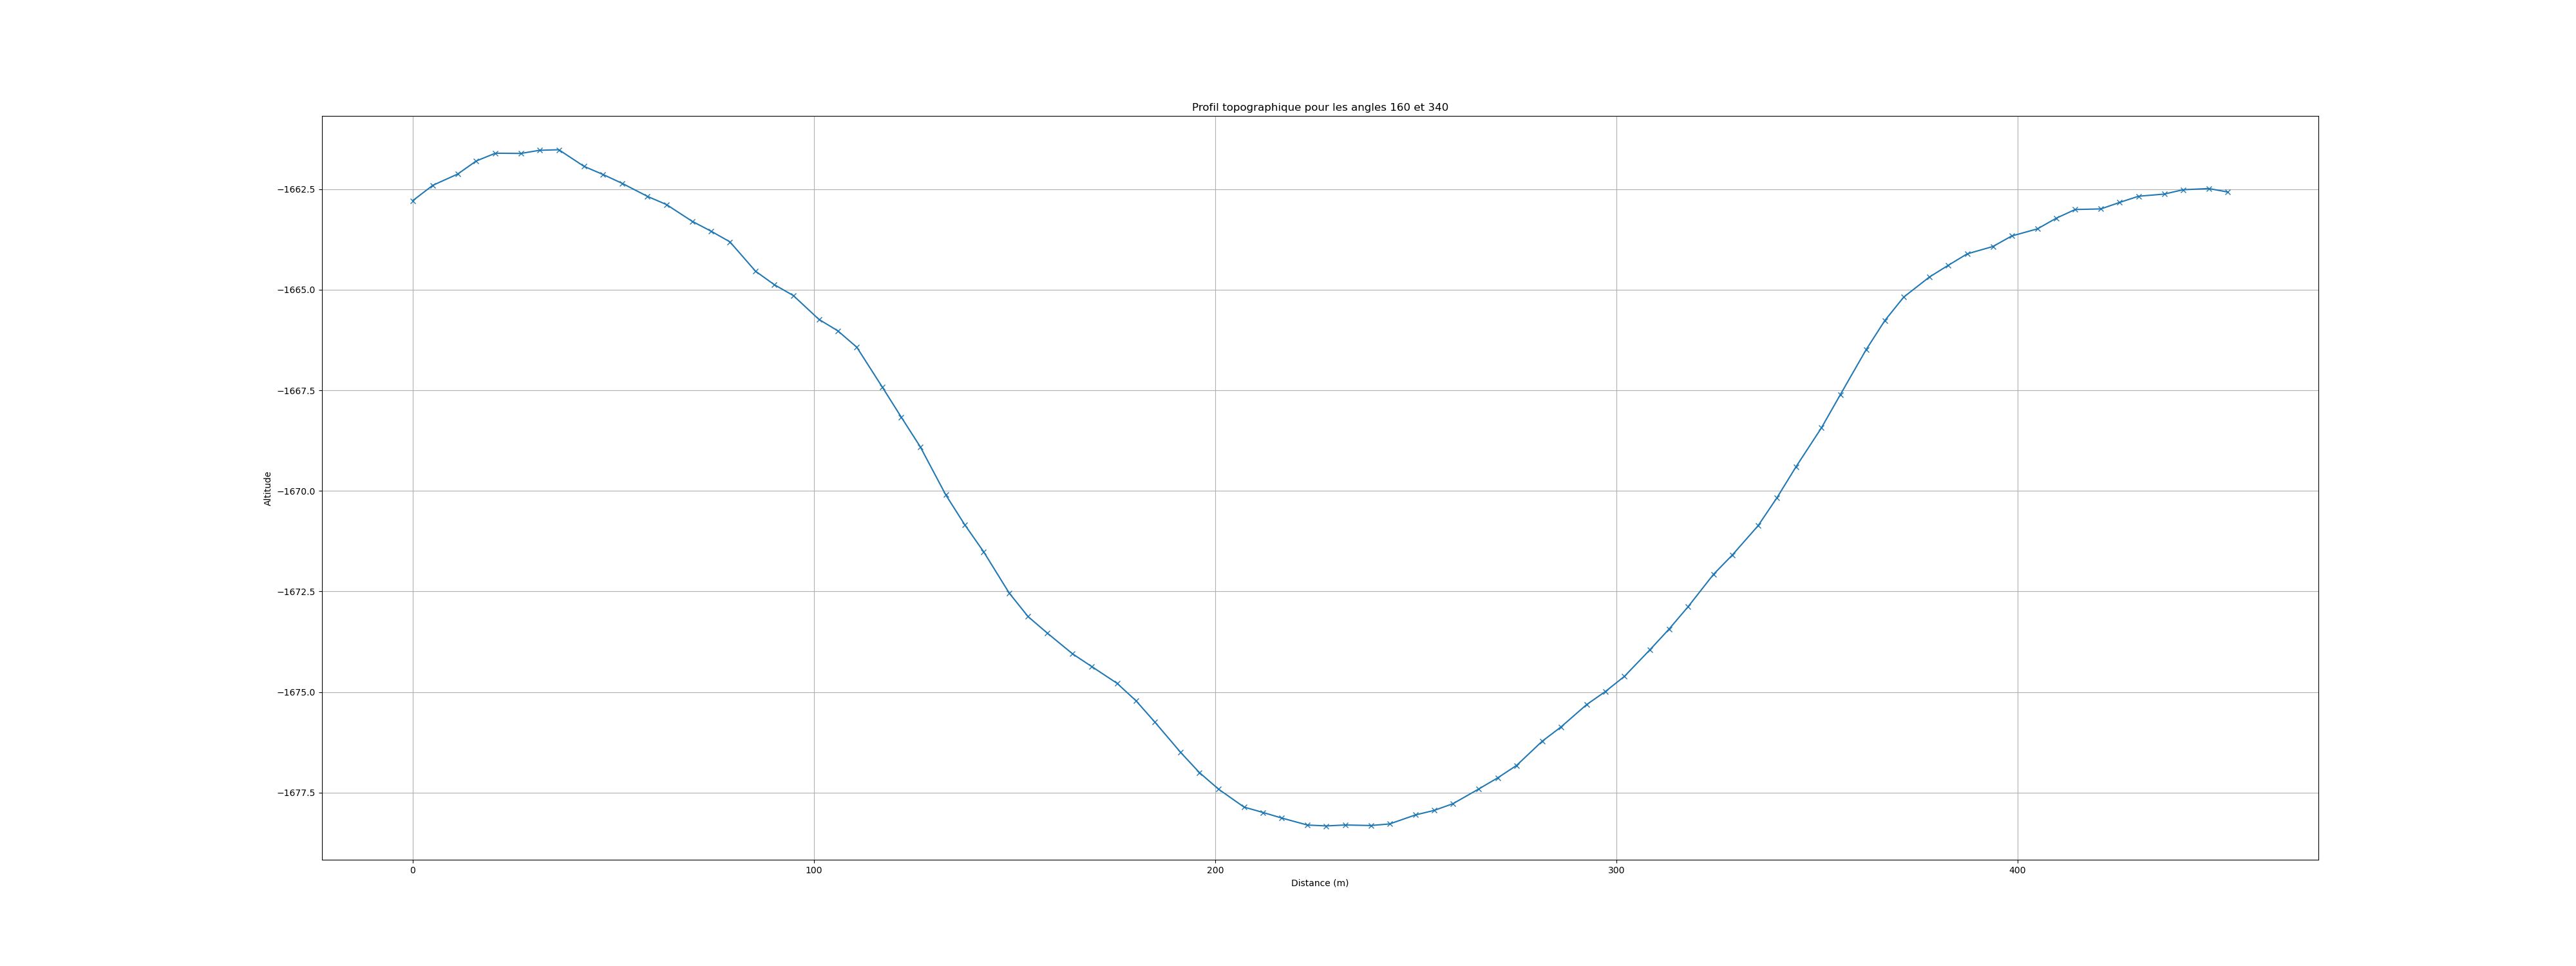 Profil topographique pour les angles 160 et 340
−1662.5
−1665.0
−1667.5
−1670.0
−1672.5
−1675.0
−1677.5
Altitude
0 100 200 300 400
Distance (m)